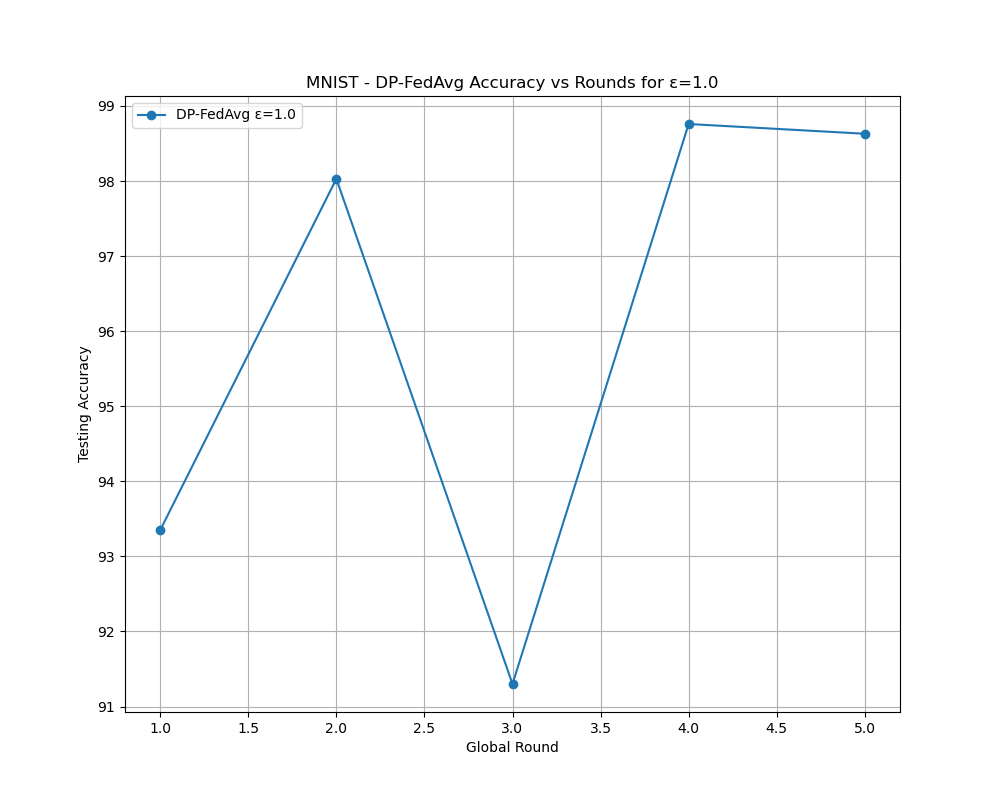 MNIST - DP-FedAvg Accuracy vs Rounds for ε=1.0
DP-FedAvg ε=1.0
Testing Accuracy
99
98
97
96
95
94
93
92
91
1.0 1.5 2.0 2.5 3.0 3.5 4.0 4.5 5.0
Global Round